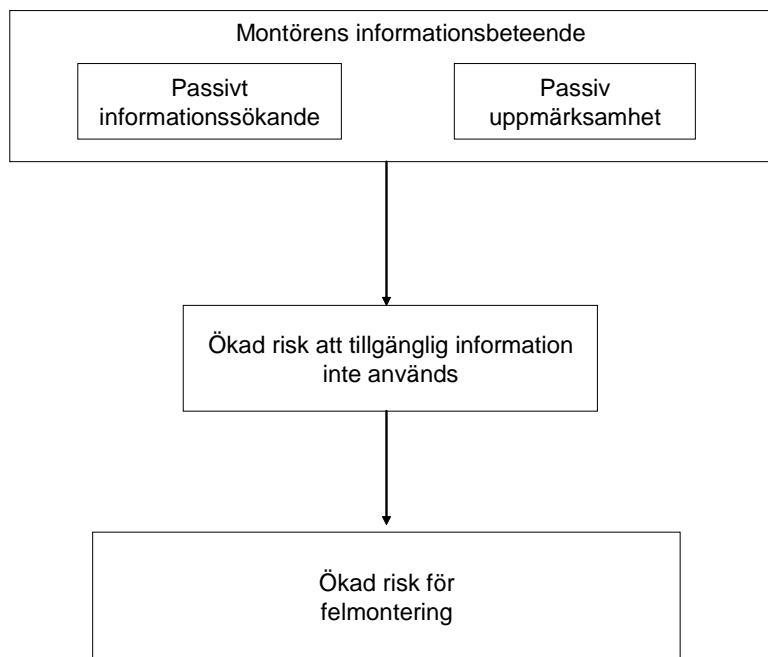 Montörens informationsbeteende
Passivt
informationssökande
Passiv
uppmärksamhet
Ökad risk att tillgänglig information
inte används
Ökad risk för
felmontering